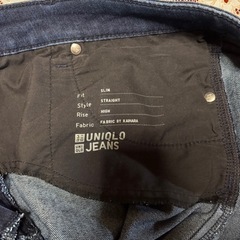 Fit SLIM
Style STRAIGHT
Rise HIGH
Fabric FABRIC BY KAIHARA
UNIQLO
JEANS